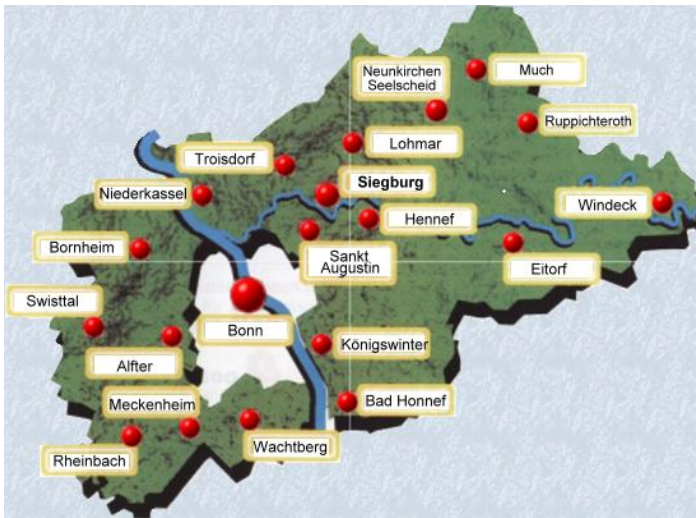 Neunkirchen
Seelscheid
Much
Ruppichteroth
Lohmar
Troisdorf
Siegburg
Niederkassel
Windeck
Hennef
Bornheim
Sankt
Augustin
Eitorf
Swisttal
Bonn
Königswinter
Alfter
Meckenheim
Bad Honnef
Wachtberg
Rheinbach